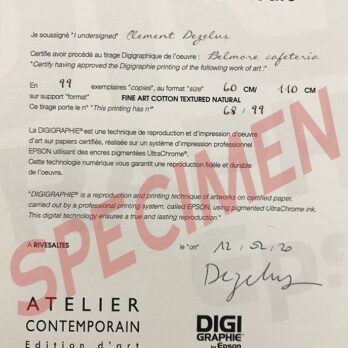 Je soussigné "I undersigned" Clement Dezelus
Certifie avoir procédé au tirage Digigraphique de l'oeuvre : Belmore cafeteria
"Certify having approved the Digigraphie printing of the following work of art :"
En 99 exemplaires "copies", au format "size" 60 CM/ 110 CM
sur support "format" FINE ART COTTON TEXTURED NATURAL
Ce tirage porte le n° "This printing has n°" 68 / 99
La DIGIGRAPHIE® est une technique de reproduction et d'impression d'oeuvre
d'art sur papiers certifiés, réalisée sur un système d'impression professionnel
EPSON utilisant des encres pigmentées UltraChrome®.
Cette technologie numérique vous garantit une reproduction fidèle et durable
de l'oeuvre.
"DIGIGRAPHIE® is a reproduction and printing technique of artworks on certified paper,
carried out by a professional printing system, called EPSON, using pigmented UltraChrome ink.
This digital technology ensures a true and lasting reproduction."
SPECIMEN
A RIVESALTES le "on" 12/02/20
Dezelus
ATELIER
CONTEMPORAIN
Edition d'art
DIGI
GRAPHIE
by Epson